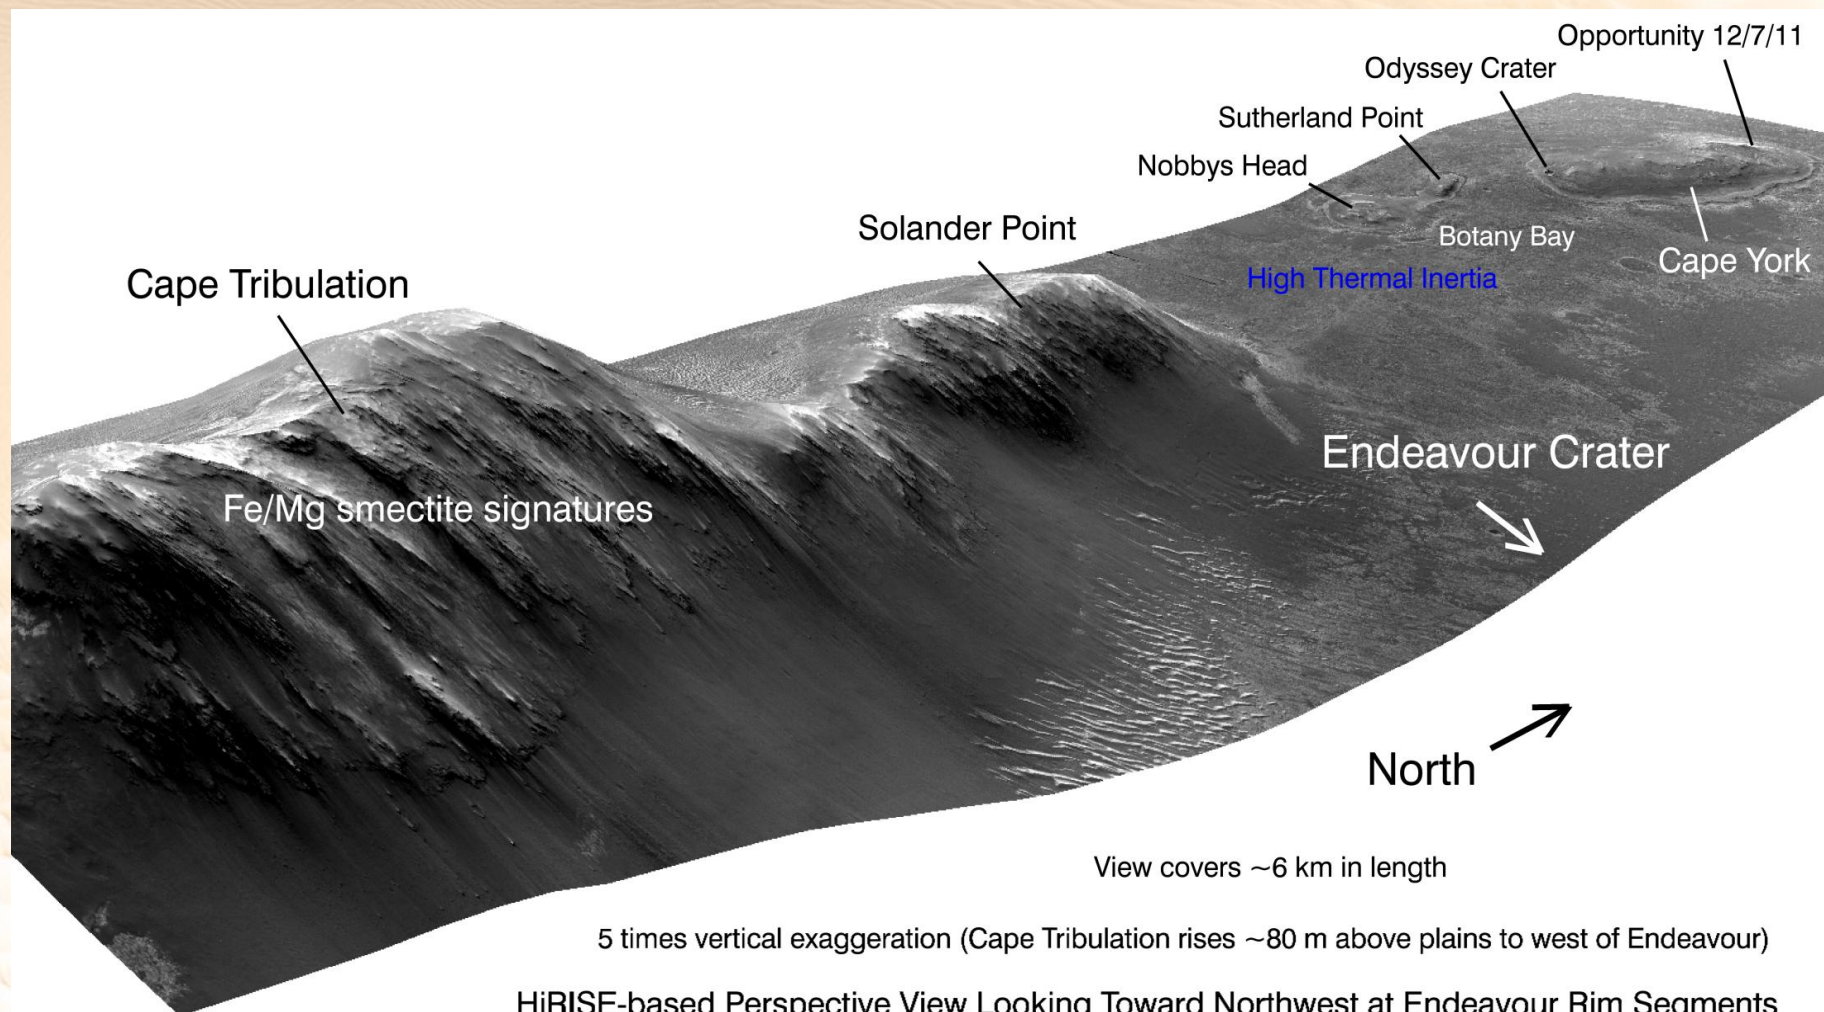 Opportunity 12/7/11
Odyssey Crater
Sutherland Point
Nobbys Head
Solander Point
Botany Bay
Cape York
High Thermal Inertia
Cape Tribulation
Endeavour Crater
Fe/Mg smectite signatures
North
View covers ~6 km in length
5 times vertical exaggeration (Cape Tribulation rises ~80 m above plains to west of Endeavour)
HiRISE-based Perspective View Looking Toward Northwest at Endeavour Rim Segments